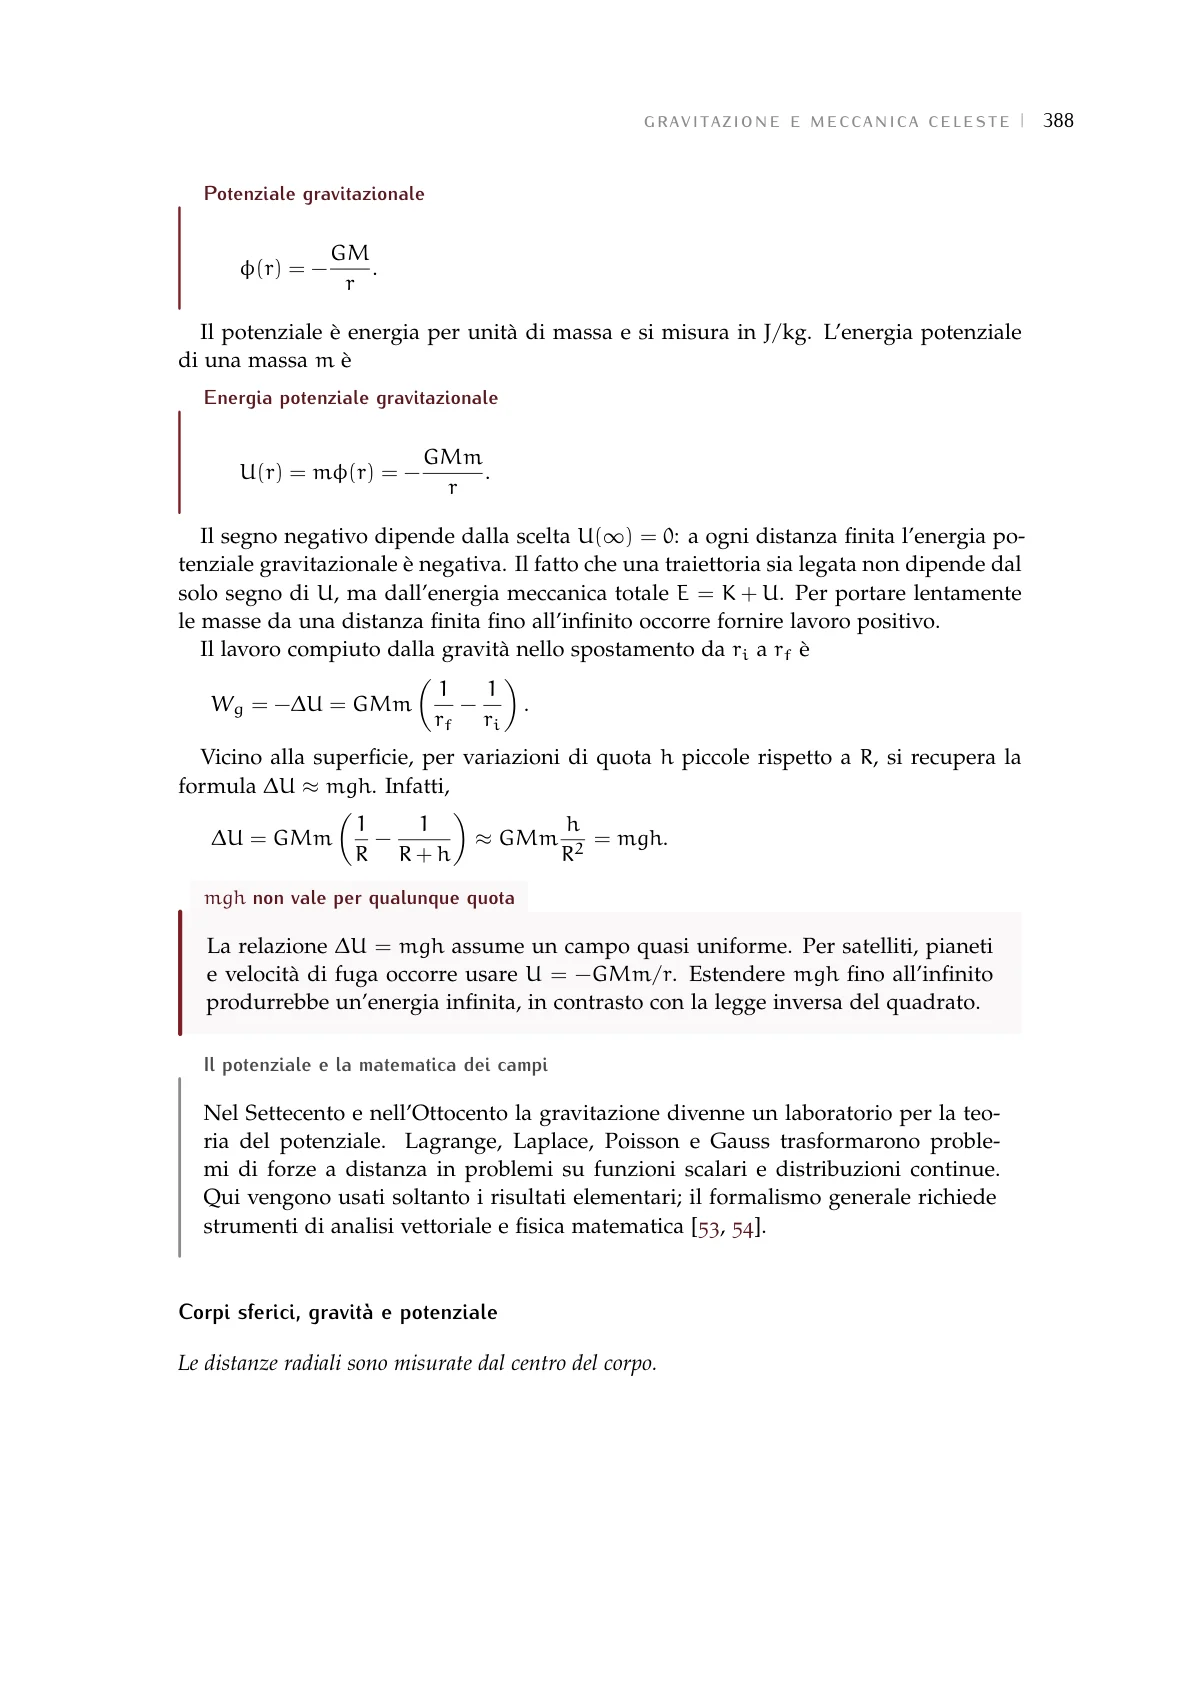 GRAVITAZIONE E MECCANICA CELESTE | 388
Potenziale gravitazionale
ϕ(r) = −GM/r.
Il potenziale è energia per unità di massa e si misura in J/kg. L'energia potenziale
di una massa m è
Energia potenziale gravitazionale
U(r) = mϕ(r) = −GMm/r.
Il segno negativo dipende dalla scelta U(∞) = 0: a ogni distanza finita l'energia po-
tenziale gravitazionale è negativa. Il fatto che una traiettoria sia legata non dipende dal
solo segno di U, ma dall'energia meccanica totale E = K + U. Per portare lentamente
le masse da una distanza finita fino all'infinito occorre fornire lavoro positivo.
Il lavoro compiuto dalla gravità nello spostamento da r_i a r_f è
W_g = −ΔU = GMm (1/r_f − 1/r_i).
Vicino alla superficie, per variazioni di quota h piccole rispetto a R, si recupera la
formula ΔU ≈ mgh. Infatti,
ΔU = GMm (1/R − 1/(R + h)) ≈ GMm h/R² = mgh.
mgh non vale per qualunque quota
La relazione ΔU = mgh assume un campo quasi uniforme. Per satelliti, pianeti
e velocità di fuga occorre usare U = −GMm/r. Estendere mgh fino all'infinito
produrrebbe un'energia infinita, in contrasto con la legge inversa del quadrato.
Il potenziale e la matematica dei campi
Nel Settecento e nell'Ottocento la gravitazione divenne un laboratorio per la teo-
ria del potenziale. Lagrange, Laplace, Poisson e Gauss trasformarono proble-
mi di forze a distanza in problemi su funzioni scalari e distribuzioni continue.
Qui vengono usati soltanto i risultati elementari; il formalismo generale richiede
strumenti di analisi vettoriale e fisica matematica [53, 54].
Corpi sferici, gravità e potenziale
Le distanze radiali sono misurate dal centro del corpo.